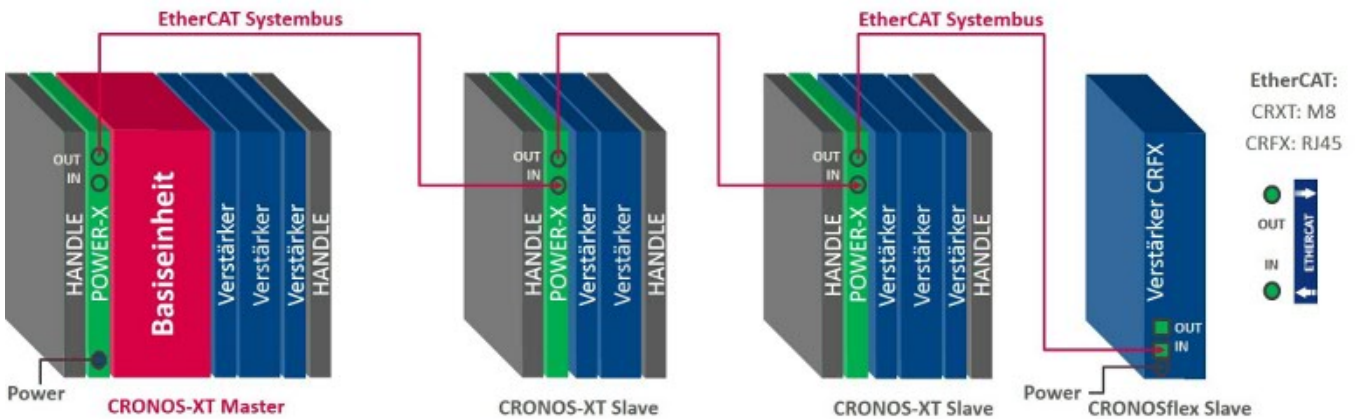 EtherCAT Systembus
EtherCAT Systembus
OUT
IN
HANDLE
POWER-X
Basiseinheit
Verstärker
Verstärker
Verstärker
HANDLE
Power
CRONOS-XT Master
OUT
IN
HANDLE
POWER-X
Verstärker
Verstärker
HANDLE
CRONOS-XT Slave
OUT
IN
HANDLE
POWER-X
Verstärker
Verstärker
Verstärker
HANDLE
CRONOS-XT Slave
Verstärker CRFX
OUT
IN
Power
CRONOSflex Slave
EtherCAT:
CRXT: M8
CRFX: RJ45
OUT
IN
ETHERCAT